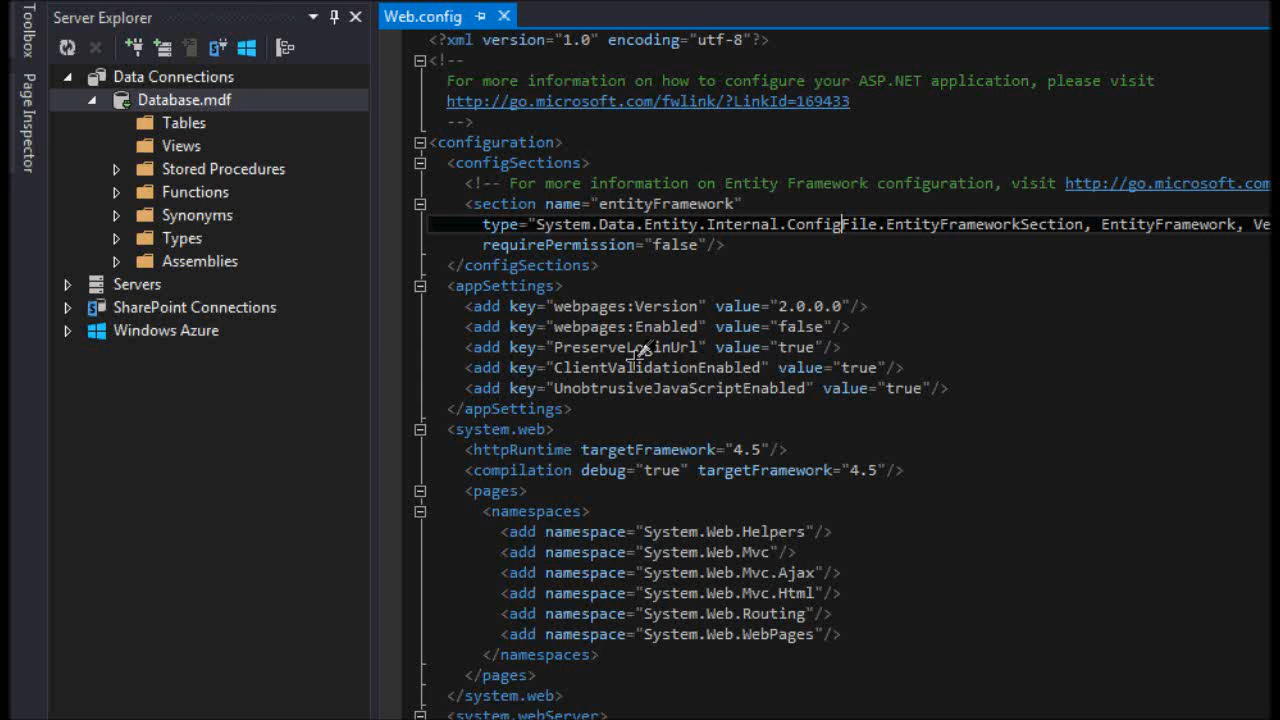 Toolbox
Page Inspector
Server Explorer
Data Connections
Database.mdf
Tables
Views
Stored Procedures
Functions
Synonyms
Types
Assemblies
Servers
SharePoint Connections
Windows Azure
Web.config
<?xml version="1.0" encoding="utf-8"?>
<!--
For more information on how to configure your ASP.NET application, please visit
http://go.microsoft.com/fwlink/?LinkId=169433
-->
<configuration>
<configSections>
<!-- For more information on Entity Framework configuration, visit http://go.microsoft.com
<section name="entityFramework"
type="System.Data.Entity.Internal.ConfigFile.EntityFrameworkSection, EntityFramework, Ve
requirePermission="false"/>
</configSections>
<appSettings>
<add key="webpages:Version" value="2.0.0.0"/>
<add key="webpages:Enabled" value="false"/>
<add key="PreserveLoginUrl" value="true"/>
<add key="ClientValidationEnabled" value="true"/>
<add key="UnobtrusiveJavaScriptEnabled" value="true"/>
</appSettings>
<system.web>
<httpRuntime targetFramework="4.5"/>
<compilation debug="true" targetFramework="4.5"/>
<pages>
<namespaces>
<add namespace="System.Web.Helpers"/>
<add namespace="System.Web.Mvc"/>
<add namespace="System.Web.Mvc.Ajax"/>
<add namespace="System.Web.Mvc.Html"/>
<add namespace="System.Web.Routing"/>
<add namespace="System.Web.WebPages"/>
</namespaces>
</pages>
</system.web>
<system.webServer>